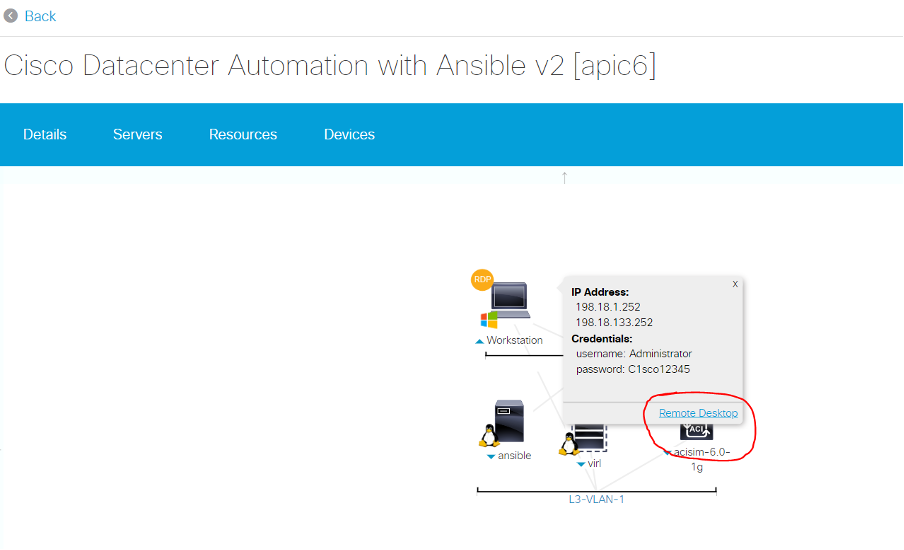 Back
Cisco Datacenter Automation with Ansible v2 [apic6]
Details Servers Resources Devices
RDP
Workstation
x
IP Address:
198.18.1.252
198.18.133.252
Credentials:
username: Administrator
password: C1sco12345
Remote Desktop
ansible
virl
ACI
acisim-6.0-
1g
L3-VLAN-1